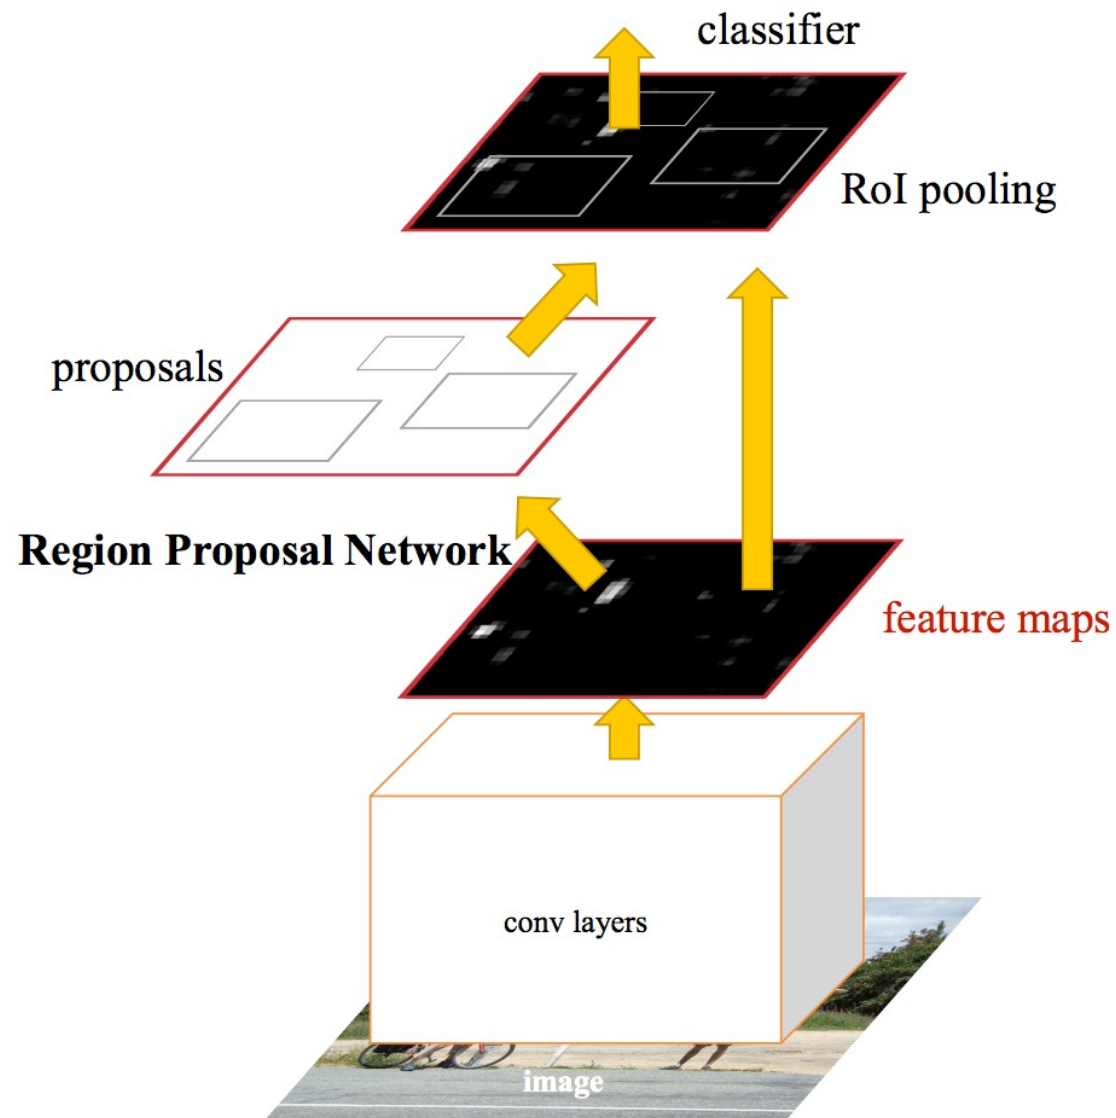 classifier
RoI pooling
proposals
Region Proposal Network
feature maps
conv layers
image